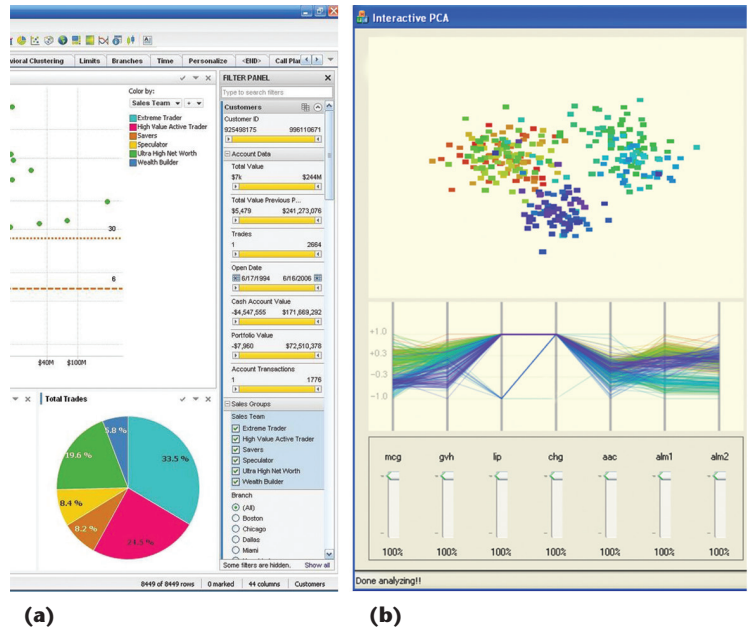 vioral Clustering Limits Branches Time Personalize <END> Call Pla
Color by:
Sales Team
Extreme Trader
High Value Active Trader
Savers
Speculator
Ultra High Net Worth
Wealth Builder
30
6
$40M $100M
FILTER PANEL
Type to search filters
Customers
Customer ID
925498175 996110671
Account Data
Total Value
$7k $244M
Total Value Previous P...
$5,479 $241,273,076
Trades
1 2664
Open Date
6/17/1994 6/16/2006
Cash Account Value
-$4,547,555 $171,669,292
Portfolio Value
-$7,960 $72,510,378
Account Transactions
1 1776
Sales Groups
Sales Team
Extreme Trader
High Value Active Trader
Savers
Speculator
Ultra High Net Worth
Wealth Builder
Branch
(All)
Boston
Chicago
Dallas
Miami
Some filters are hidden. Show all
Total Trades
5.8 %
33.5 %
19.6 %
8.4 %
8.2 %
24.5 %
8449 of 8449 rows 0 marked 44 columns Customers
(a)
Interactive PCA
+1.0
+0.3
-0.3
-1.0
mcg gvh lip chg aac alm1 alm2
100% 100% 100% 100% 100% 100% 100%
Done analyzing!!
(b)